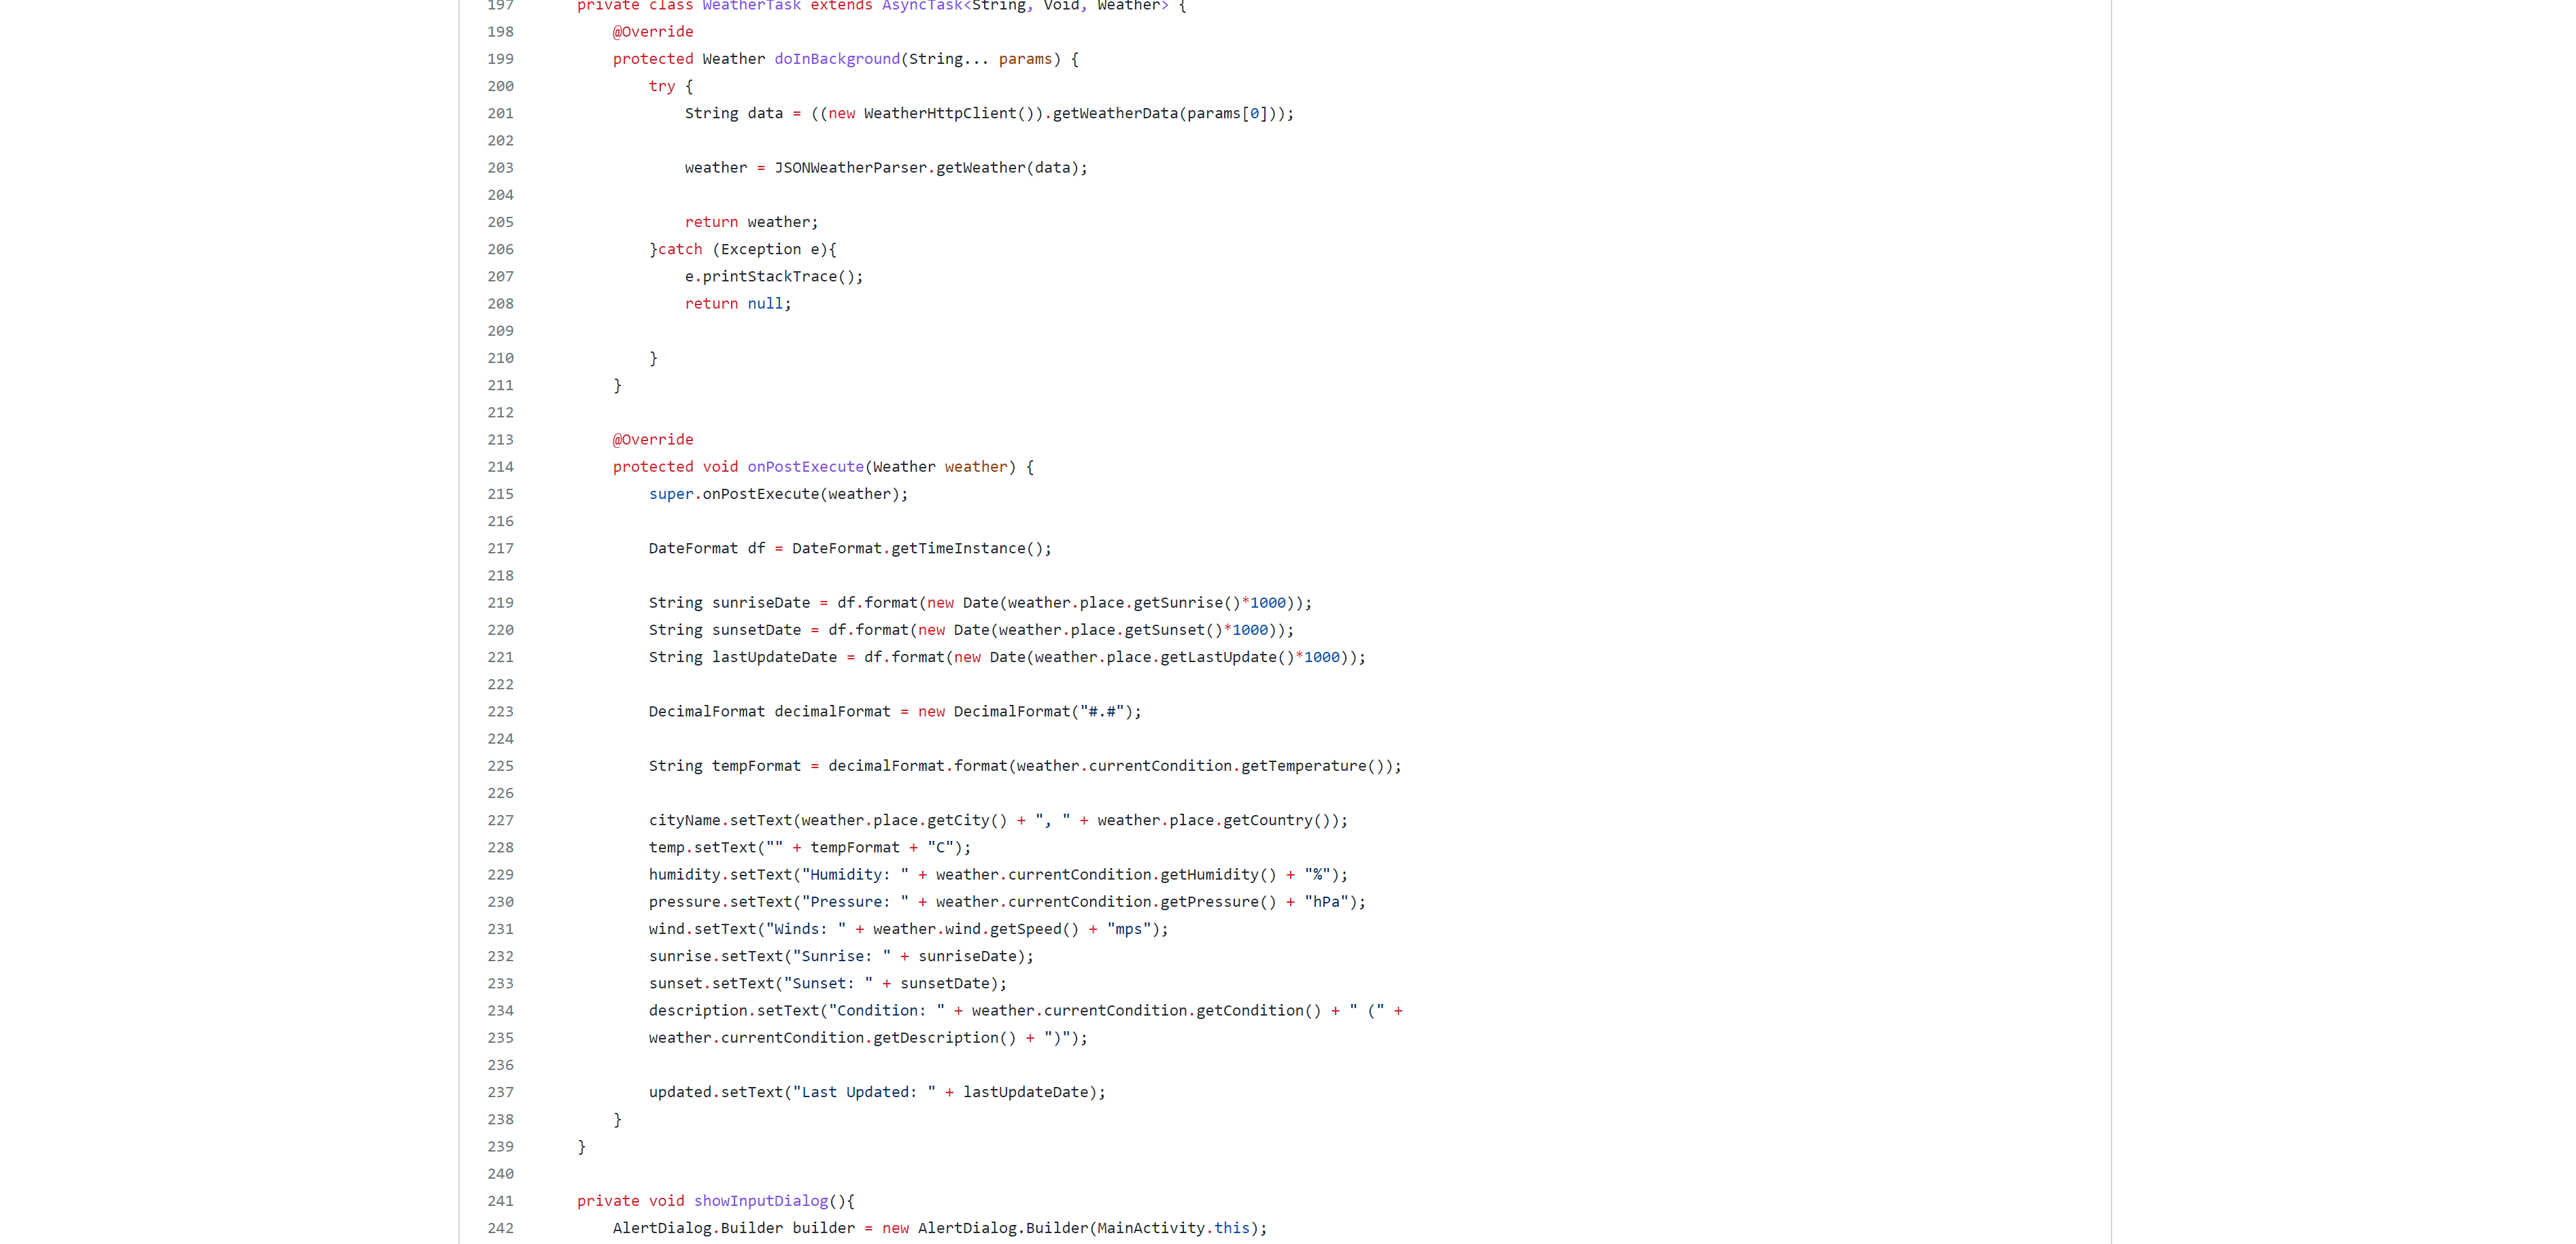 197 private class WeatherTask extends AsyncTask<String, Void, Weather> {
198 @Override
199 protected Weather doInBackground(String... params) {
200 try {
201 String data = ((new WeatherHttpClient()).getWeatherData(params[0]));
202
203 weather = JSONWeatherParser.getWeather(data);
204
205 return weather;
206 }catch (Exception e){
207 e.printStackTrace();
208 return null;
209
210 }
211 }
212
213 @Override
214 protected void onPostExecute(Weather weather) {
215 super.onPostExecute(weather);
216
217 DateFormat df = DateFormat.getTimeInstance();
218
219 String sunriseDate = df.format(new Date(weather.place.getSunrise()*1000));
220 String sunsetDate = df.format(new Date(weather.place.getSunset()*1000));
221 String lastUpdateDate = df.format(new Date(weather.place.getLastUpdate()*1000));
222
223 DecimalFormat decimalFormat = new DecimalFormat("#.#");
224
225 String tempFormat = decimalFormat.format(weather.currentCondition.getTemperature());
226
227 cityName.setText(weather.place.getCity() + ", " + weather.place.getCountry());
228 temp.setText("" + tempFormat + "C");
229 humidity.setText("Humidity: " + weather.currentCondition.getHumidity() + "%");
230 pressure.setText("Pressure: " + weather.currentCondition.getPressure() + "hPa");
231 wind.setText("Winds: " + weather.wind.getSpeed() + "mps");
232 sunrise.setText("Sunrise: " + sunriseDate);
233 sunset.setText("Sunset: " + sunsetDate);
234 description.setText("Condition: " + weather.currentCondition.getCondition() + " (" +
235 weather.currentCondition.getDescription() + ")");
236
237 updated.setText("Last Updated: " + lastUpdateDate);
238 }
239 }
240
241 private void showInputDialog(){
242 AlertDialog.Builder builder = new AlertDialog.Builder(MainActivity.this);